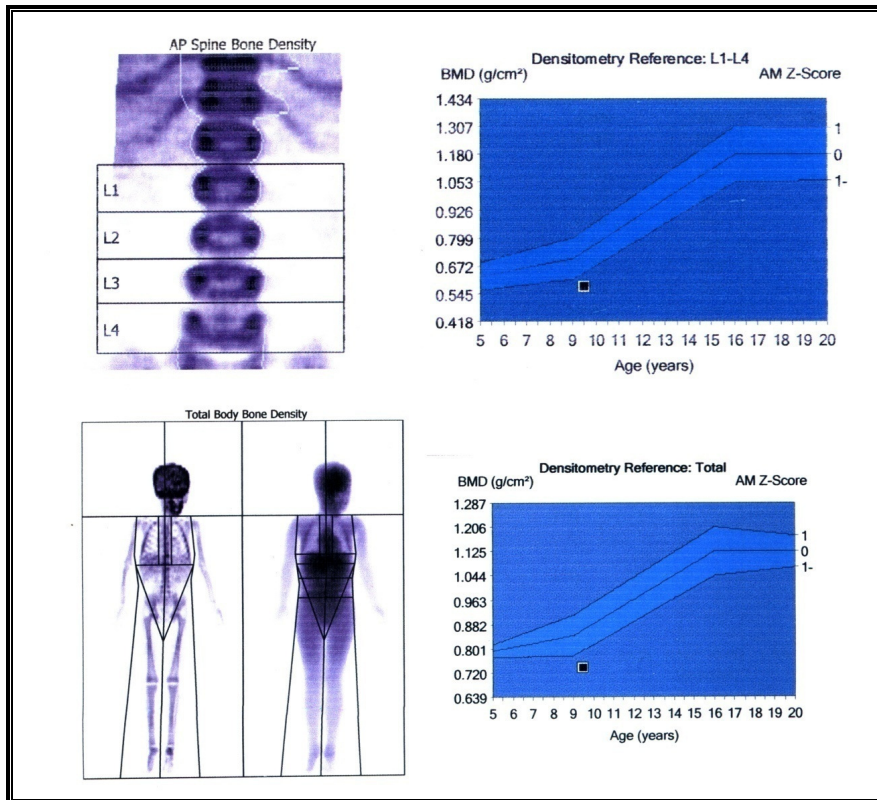 AP Spine Bone Density
L1
L2
L3
L4
Densitometry Reference: L1-L4
BMD (g/cm²) AM Z-Score
1.434
1.307
1.180
1.053
0.926
0.799
0.672
0.545
0.418
1
0
1-
5 6 7 8 9 10 11 12 13 14 15 16 17 18 19 20
Age (years)
Total Body Bone Density
Densitometry Reference: Total
BMD (g/cm²) AM Z-Score
1.287
1.206
1.125
1.044
0.963
0.882
0.801
0.720
0.639
1
0
1-
5 6 7 8 9 10 11 12 13 14 15 16 17 18 19 20
Age (years)